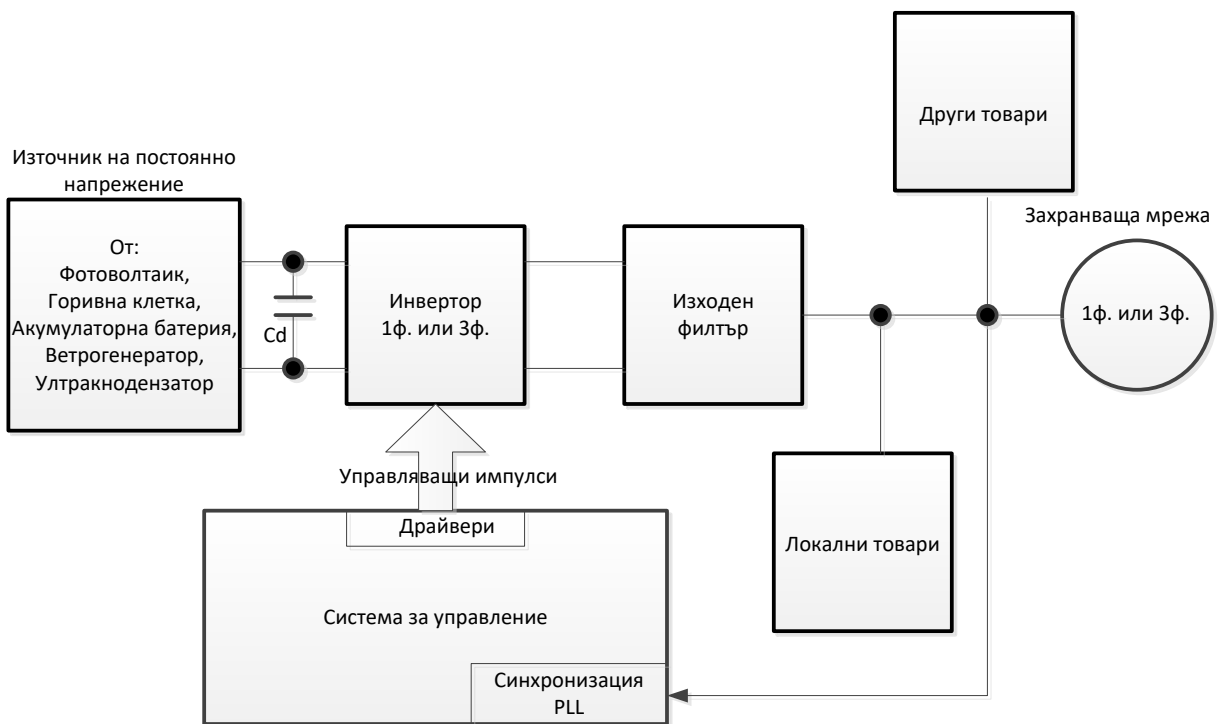 Други товари
Източник на постоянно
напрежение
Захранваща мрежа
От:
Фотоволтаик,
Горивна клетка,
Акумулаторна батерия,
Ветрогенератор,
Ултракнодензатор
Cd
Инвертор
1ф. или 3ф.
Изходен
филтър
1ф. или 3ф.
Управляващи импулси
Драйвери
Локални товари
Система за управление
Синхронизация
PLL